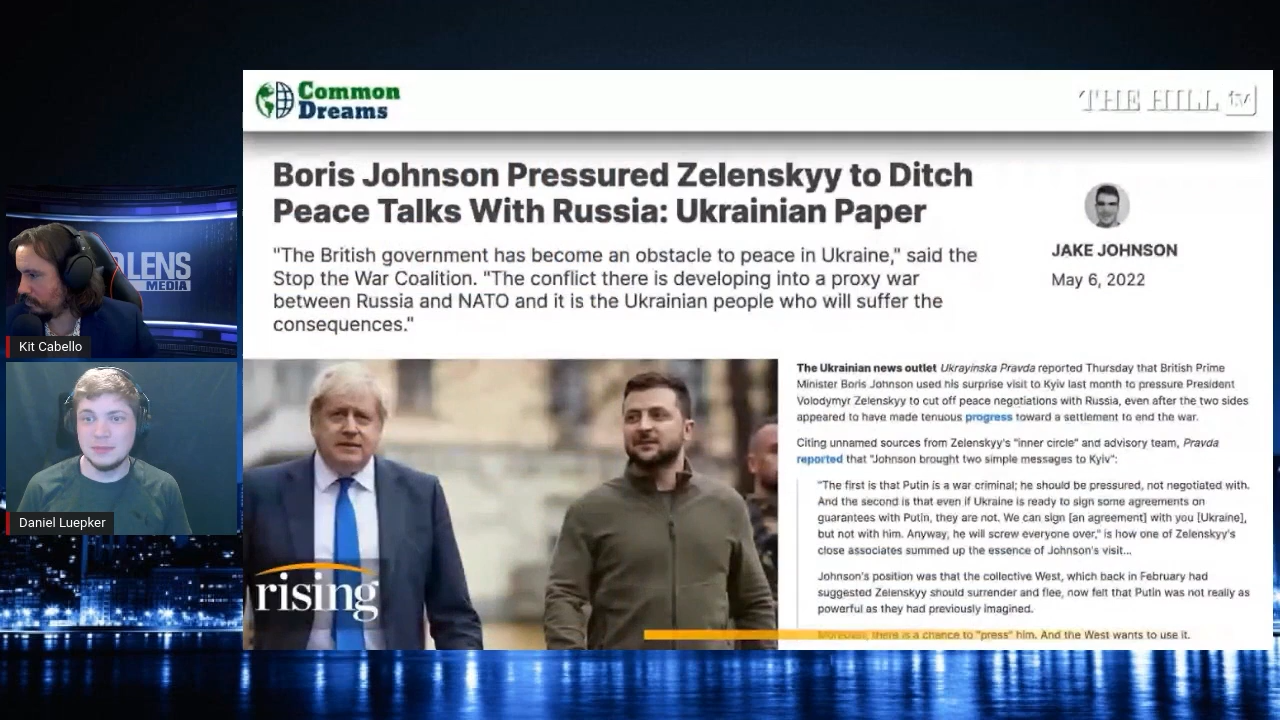 Common
Dreams
THE HILL tv
Boris Johnson Pressured Zelenskyy to Ditch
Peace Talks With Russia: Ukrainian Paper
"The British government has become an obstacle to peace in Ukraine," said the
Stop the War Coalition. "The conflict there is developing into a proxy war
between Russia and NATO and it is the Ukrainian people who will suffer the
consequences."
JAKE JOHNSON
May 6, 2022
LENS
MEDIA
Kit Cabello
Daniel Luepker
rising
The Ukrainian news outlet Ukrayinska Pravda reported Thursday that British Prime
Minister Boris Johnson used his surprise visit to Kyiv last month to pressure President
Volodymyr Zelenskyy to cut off peace negotiations with Russia, even after the two sides
appeared to have made tenuous progress toward a settlement to end the war.
Citing unnamed sources from Zelenskyy's "inner circle" and advisory team, Pravda
reported that "Johnson brought two simple messages to Kyiv":
"The first is that Putin is a war criminal; he should be pressured, not negotiated with.
And the second is that even if Ukraine is ready to sign some agreements on
guarantees with Putin, they are not. We can sign [an agreement] with you [Ukraine],
but not with him. Anyway, he will screw everyone over," is how one of Zelenskyy's
close associates summed up the essence of Johnson's visit...
Johnson's position was that the collective West, which back in February had
suggested Zelenskyy should surrender and flee, now felt that Putin was not really as
powerful as they had previously imagined.
Moreover, there is a chance to "press" him. And the West wants to use it.